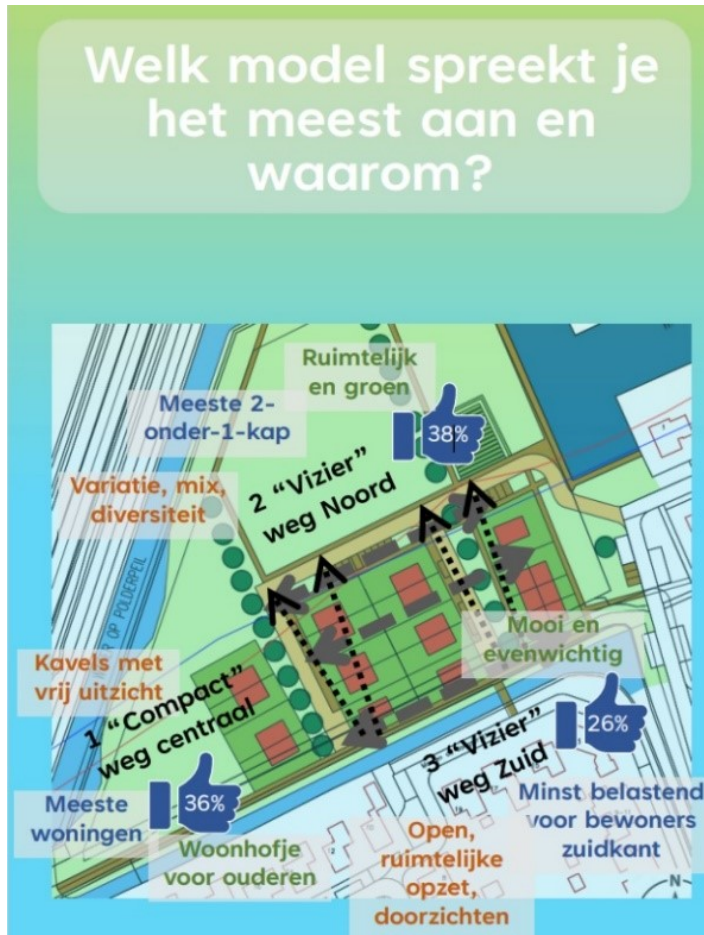 Welk model spreekt je
het meest aan en
waarom?
Ruimtelijk
en groen
Meeste 2-
onder-1-kap
38%
Variatie, mix,
diversiteit
2 “Vizier”
weg Noord
Kavels met
vrij uitzicht
1 “Compact”
weg centraal
Mooi en
evenwichtig
26%
3 “Vizier”
weg Zuid
36%
Meeste
woningen
Woonhofje
voor ouderen
Open,
ruimtelijke
opzet,
doorzichten
Minst belastend
voor bewoners
zuidkant
OP POLDERPEIL
N